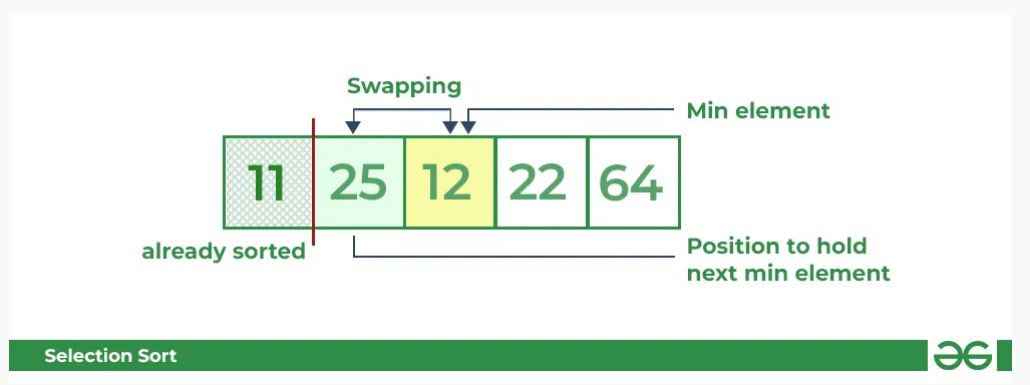 Swapping
Min element
11 25 12 22 64
already sorted
Position to hold
next min element
Selection Sort